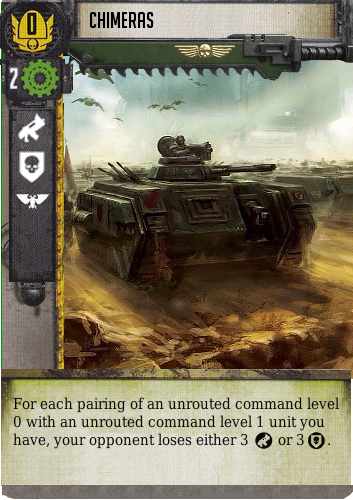 0
CHIMERAS
2
For each pairing of an unrouted command level
0 with an unrouted command level 1 unit you
have, your opponent loses either 3 or 3 .